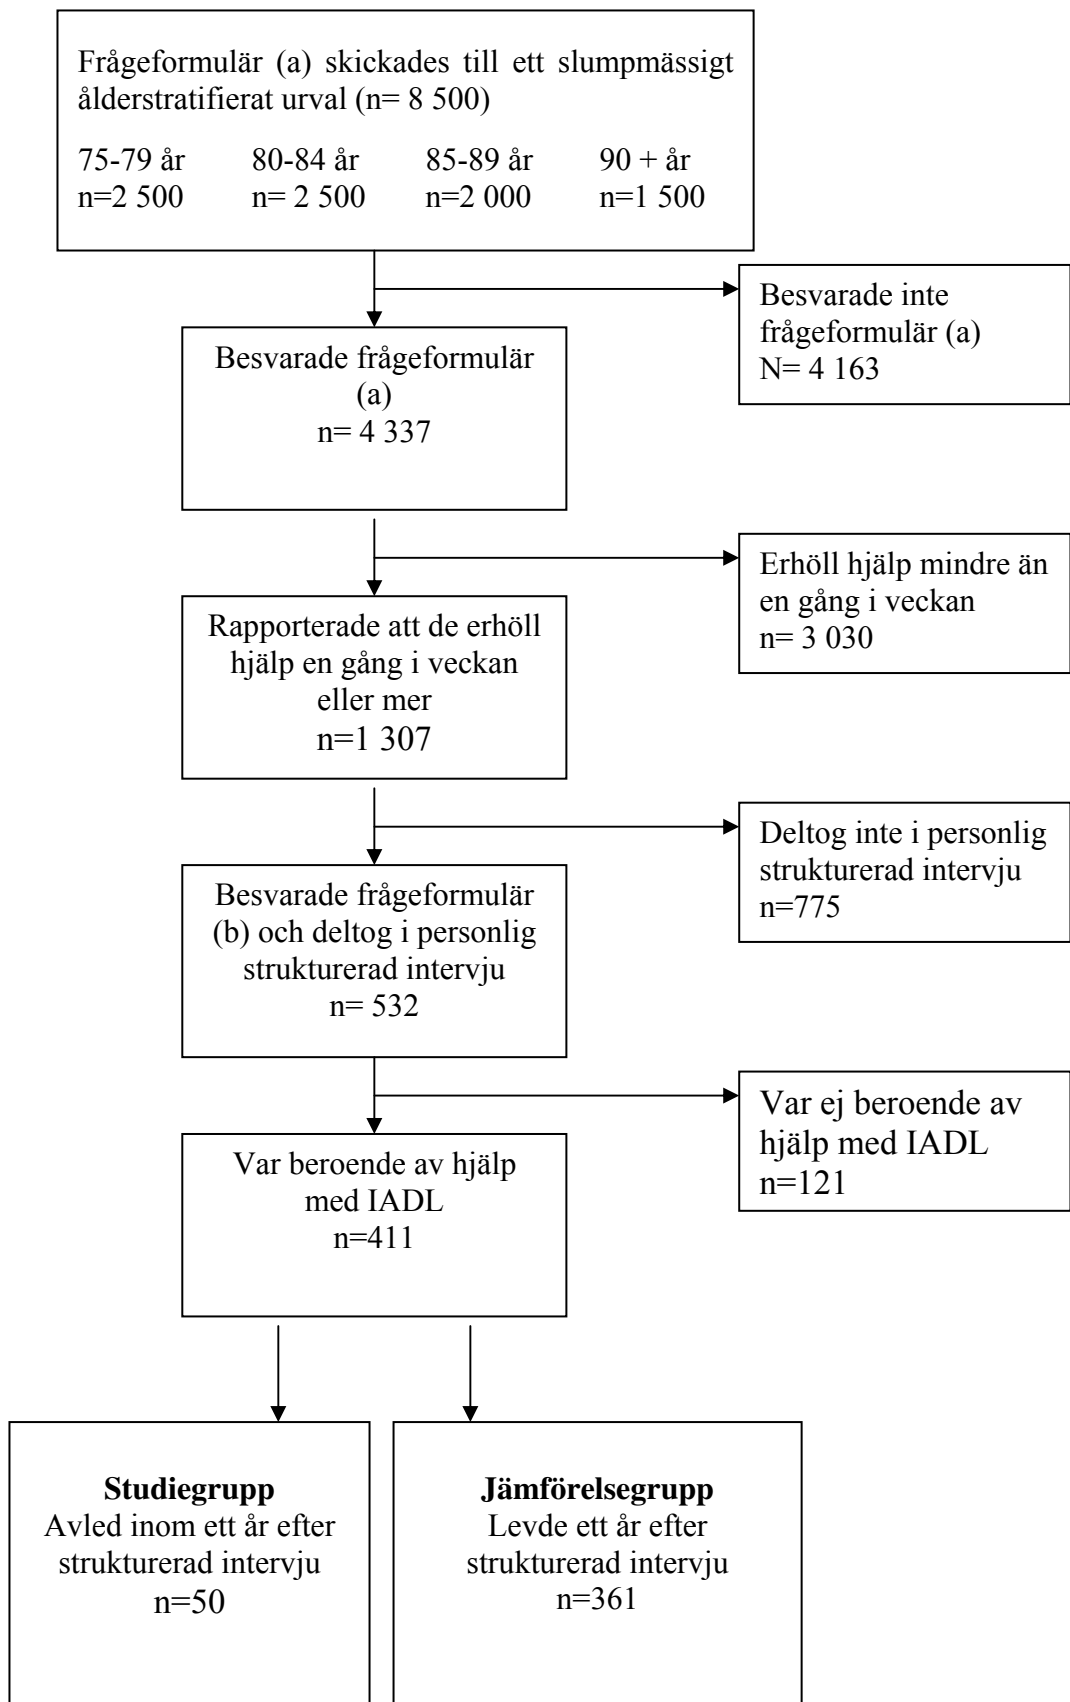 Frågeformulär (a) skickades till ett slumpmässigt
ålderstratifierat urval (n= 8 500)
75-79 år 80-84 år 85-89 år 90 + år
n=2 500 n= 2 500 n=2 000 n=1 500
Besvarade inte
frågeformulär (a)
N= 4 163
Besvarade frågeformulär
(a)
n= 4 337
Erhöll hjälp mindre än
en gång i veckan
n= 3 030
Rapporterade att de erhöll
hjälp en gång i veckan
eller mer
n=1 307
Deltog inte i personlig
strukturerad intervju
n=775
Besvarade frågeformulär
(b) och deltog i personlig
strukturerad intervju
n= 532
Var ej beroende av
hjälp med IADL
n=121
Var beroende av hjälp
med IADL
n=411
Studiegrupp
Avled inom ett år efter
strukturerad intervju
n=50
Jämförelsegrupp
Levde ett år efter
strukturerad intervju
n=361